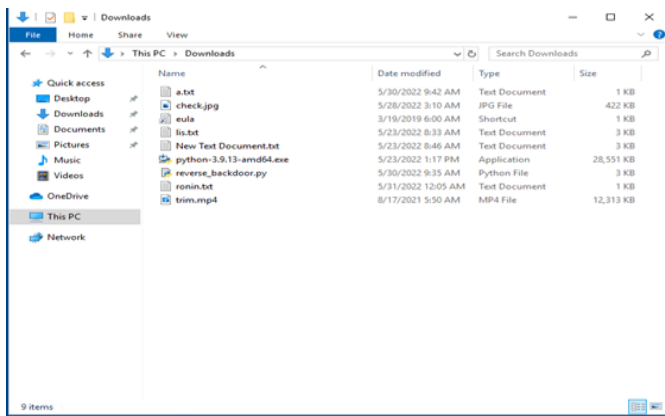 Downloads
File Home Share View
This PC > Downloads
Search Downloads
Quick access
Desktop
Downloads
Documents
Pictures
Music
Videos
OneDrive
This PC
Network
Name Date modified Type Size
a.txt 5/30/2022 9:42 AM Text Document 1 KB
check.jpg 5/28/2022 3:10 AM JPG File 422 KB
eula 3/19/2019 6:00 AM Shortcut 1 KB
lis.txt 5/23/2022 8:33 AM Text Document 3 KB
New Text Document.txt 5/23/2022 8:46 AM Text Document 3 KB
python-3.9.13-amd64.exe 5/23/2022 1:17 PM Application 28,551 KB
reverse_backdoor.py 5/30/2022 9:35 AM Python File 3 KB
ronin.txt 5/31/2022 12:05 AM Text Document 1 KB
trim.mp4 8/17/2021 5:50 AM MP4 File 12,313 KB
9 items